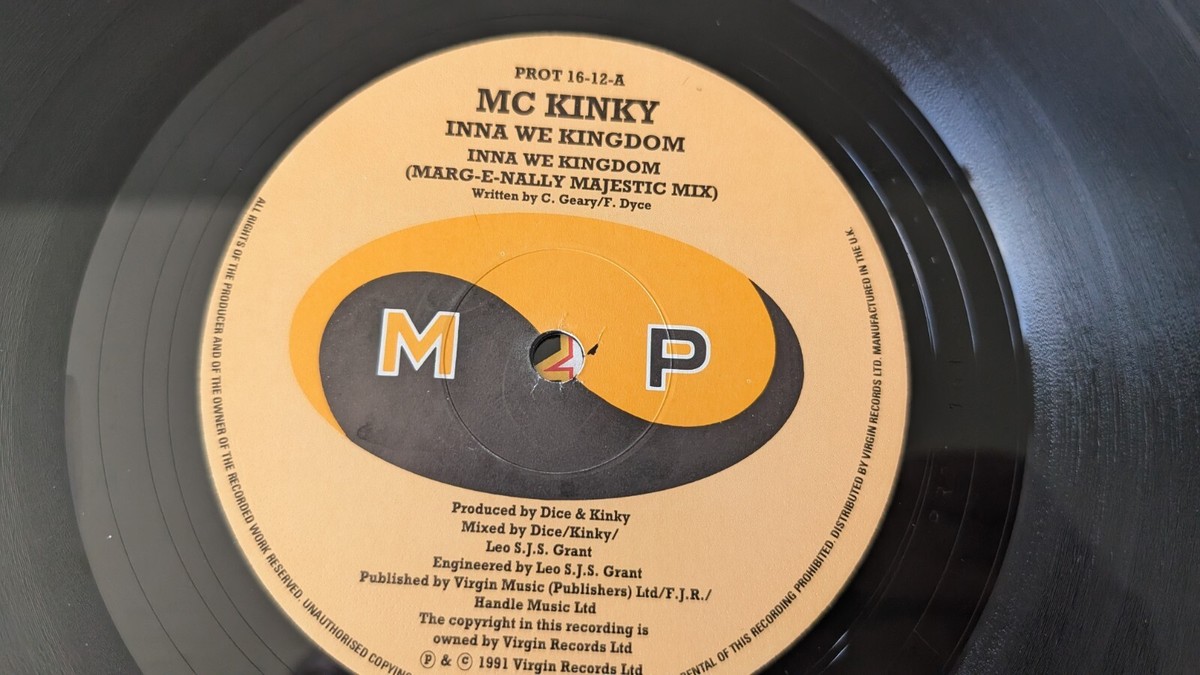 PROT 16-12-A
MC KINKY
INNA WE KINGDOM
INNA WE KINGDOM
(MARG-E-NALLY MAJESTIC MIX)
Written by C. Geary/F. Dyce
M P
Produced by Dice & Kinky
Mixed by Dice/Kinky/
Leo S.J.S. Grant
Engineered by Leo S.J.S. Grant
Published by Virgin Music (Publishers) Ltd/F.J.R./
Handle Music Ltd
The copyright in this recording is
owned by Virgin Records Ltd
℗ & © 1991 Virgin Records Ltd
ALL RIGHTS OF THE PRODUCER AND OF THE OWNER OF THE RECORDED WORK RESERVED. UNAUTHORISED COPYING
RENTAL OF THIS RECORDING PROHIBITED. DISTRIBUTED BY VIRGIN RECORDS LTD. MANUFACTURED IN THE U.K.